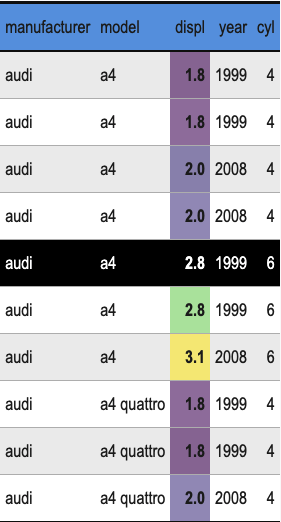 manufacturer model displ year cyl
audi a4 1.8 1999 4
audi a4 1.8 1999 4
audi a4 2.0 2008 4
audi a4 2.0 2008 4
audi a4 2.8 1999 6
audi a4 2.8 1999 6
audi a4 3.1 2008 6
audi a4 quattro 1.8 1999 4
audi a4 quattro 1.8 1999 4
audi a4 quattro 2.0 2008 4